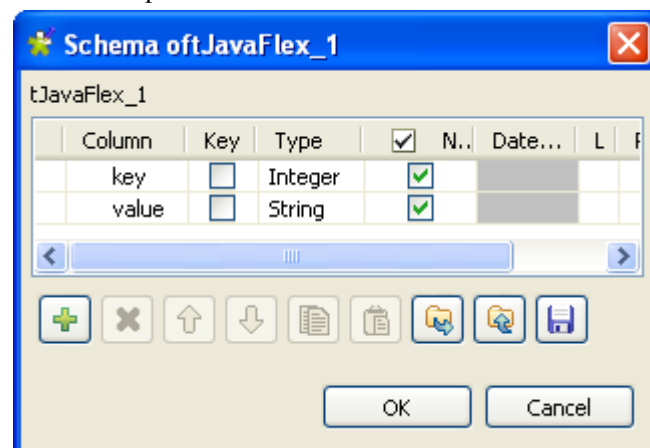 Schema oftJavaFlex_1
tJavaFlex_1
Column Key Type N.. Date... L
key Integer
value String
OK Cancel